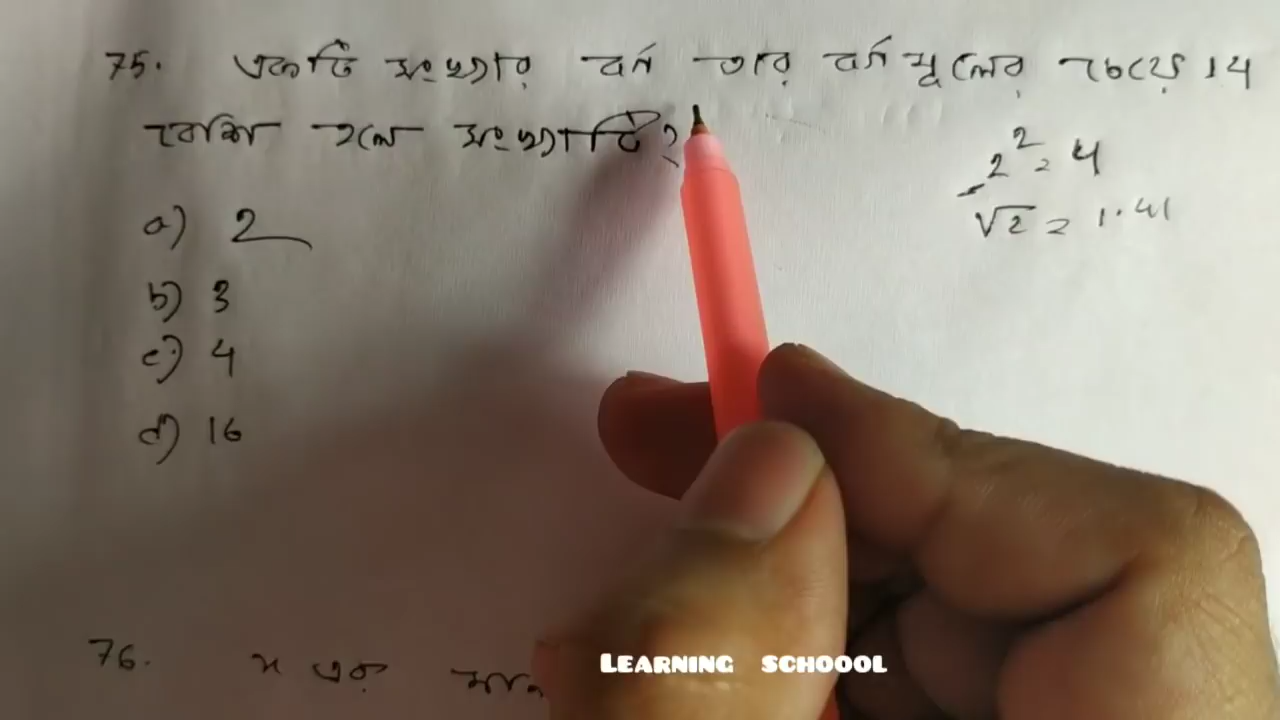 75. একটি সংখ্যার বর্গ তার বর্গমূলের চেয়ে 14
বেশি হলে সংখ্যাটি?
2² = 4
√2 = 1.41
a) 2
b) 3
c) 4
d) 16
76. x এর মান
LEARNING SCHOOOL